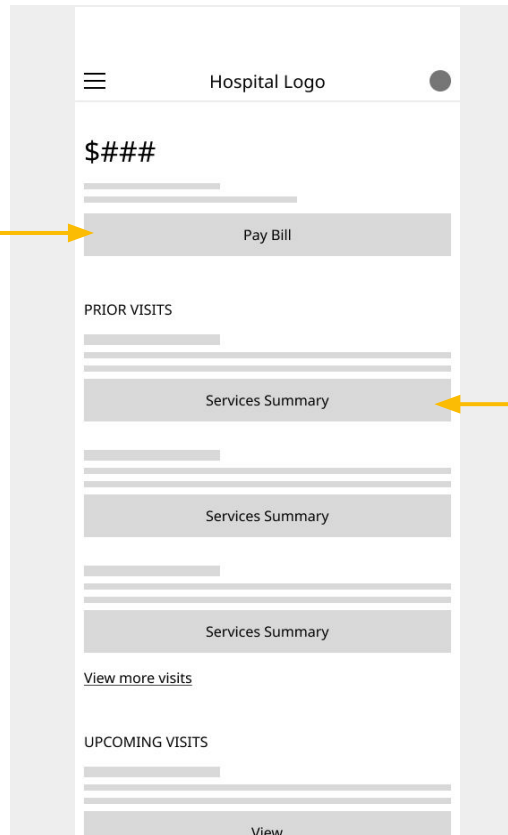 Hospital Logo
$###
Pay Bill
PRIOR VISITS
Services Summary
Services Summary
Services Summary
View more visits
UPCOMING VISITS
View